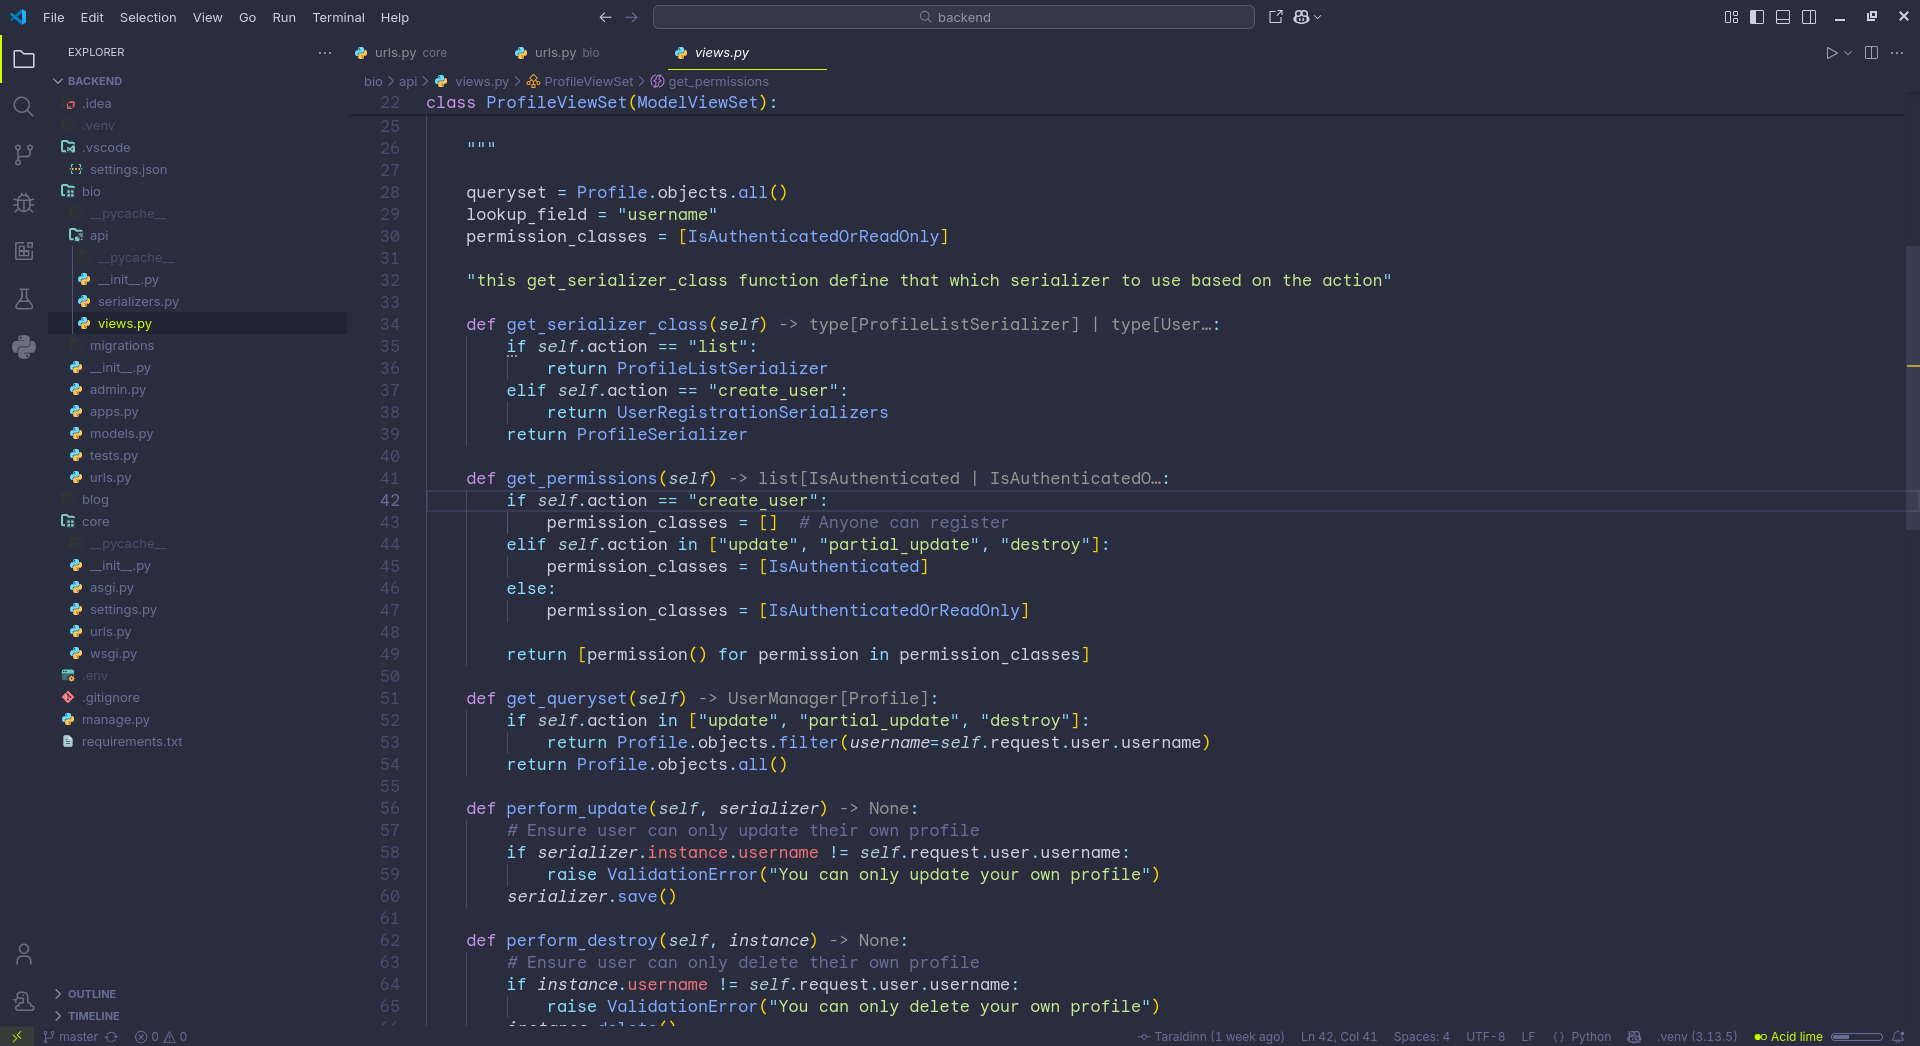 File Edit Selection View Go Run Terminal Help
backend
EXPLORER
urls.py core
urls.py bio
views.py
BACKEND
bio > api > views.py > ProfileViewSet > get_permissions
.idea
.venv
.vscode
settings.json
bio
__pycache__
api
__pycache__
__init__.py
serializers.py
views.py
migrations
__init__.py
admin.py
apps.py
models.py
tests.py
urls.py
blog
core
__pycache__
__init__.py
asgi.py
settings.py
urls.py
wsgi.py
.env
.gitignore
manage.py
requirements.txt
OUTLINE
TIMELINE
22 class ProfileViewSet(ModelViewSet):
25
26     """
27
28     queryset = Profile.objects.all()
29     lookup_field = "username"
30     permission_classes = [IsAuthenticatedOrReadOnly]
31
32     "this get_serializer_class function define that which serializer to use based on the action"
33
34     def get_serializer_class(self) -> type[ProfileListSerializer] | type[User…:
35         if self.action == "list":
36             return ProfileListSerializer
37         elif self.action == "create_user":
38             return UserRegistrationSerializers
39         return ProfileSerializer
40
41     def get_permissions(self) -> list[IsAuthenticated | IsAuthenticatedO…:
42         if self.action == "create_user":
43             permission_classes = []  # Anyone can register
44         elif self.action in ["update", "partial_update", "destroy"]:
45             permission_classes = [IsAuthenticated]
46         else:
47             permission_classes = [IsAuthenticatedOrReadOnly]
48
49         return [permission() for permission in permission_classes]
50
51     def get_queryset(self) -> UserManager[Profile]:
52         if self.action in ["update", "partial_update", "destroy"]:
53             return Profile.objects.filter(username=self.request.user.username)
54         return Profile.objects.all()
55
56     def perform_update(self, serializer) -> None:
57         # Ensure user can only update their own profile
58         if serializer.instance.username != self.request.user.username:
59             raise ValidationError("You can only update your own profile")
60         serializer.save()
61
62     def perform_destroy(self, instance) -> None:
63         # Ensure user can only delete their own profile
64         if instance.username != self.request.user.username:
65             raise ValidationError("You can only delete your own profile")
66         instance.delete()
master 0 0 Taraldinn (1 week ago) Ln 42, Col 41 Spaces: 4 UTF-8 LF {} Python .venv (3.13.5) Acid lime